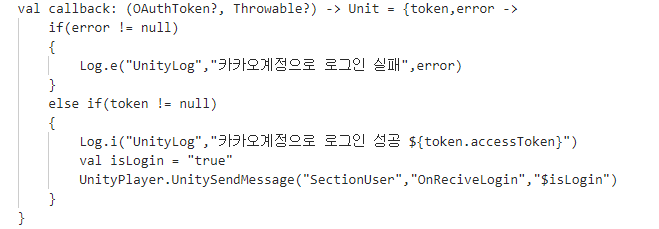 val callback: (OAuthToken?, Throwable?) -> Unit = {token,error ->
    if(error != null)
    {
        Log.e("UnityLog","카카오계정으로 로그인 실패",error)
    }
    else if(token != null)
    {
        Log.i("UnityLog","카카오계정으로 로그인 성공 ${token.accessToken}")
        val isLogin = "true"
        UnityPlayer.UnitySendMessage("SectionUser","OnReciveLogin","$isLogin")
    }
}